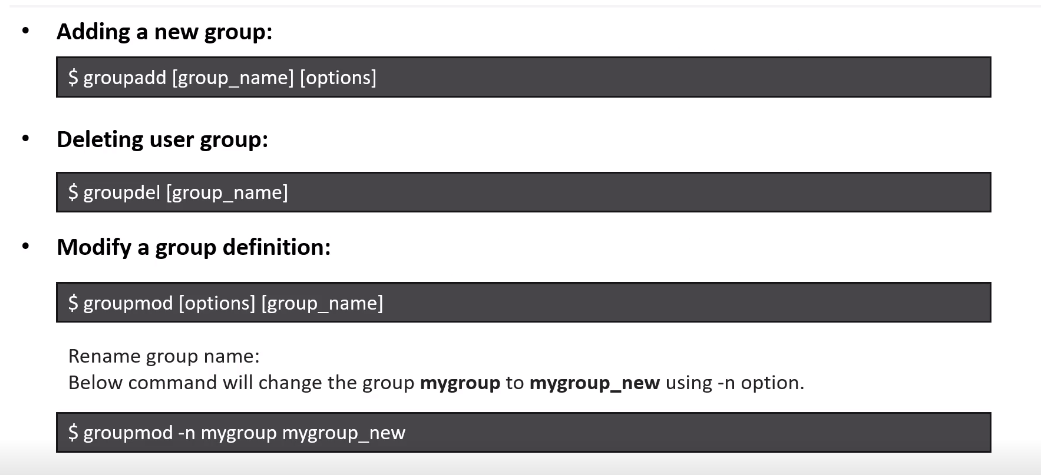 • Adding a new group:
$ groupadd [group_name] [options]
• Deleting user group:
$ groupdel [group_name]
• Modify a group definition:
$ groupmod [options] [group_name]
Rename group name:
Below command will change the group mygroup to mygroup_new using -n option.
$ groupmod -n mygroup mygroup_new